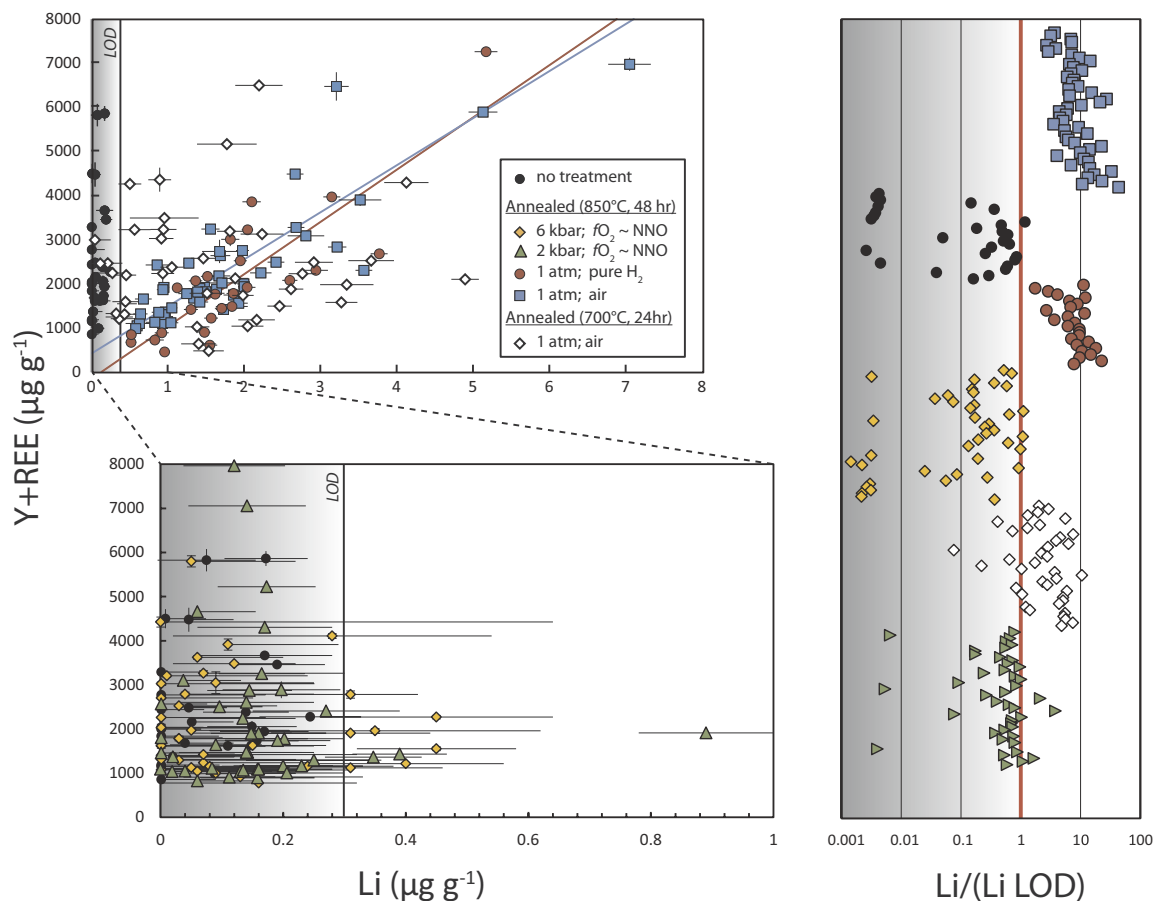 8000
7000
6000
5000
4000
3000
2000
1000
0
LOD
no treatment
Annealed (850°C, 48 hr)
6 kbar; fO₂ ~ NNO
2 kbar; fO₂ ~ NNO
1 atm; pure H₂
1 atm; air
Annealed (700°C, 24hr)
1 atm; air
0 1 2 3 4 5 6 7 8
Y+REE (µg g⁻¹)
8000
7000
6000
5000
4000
3000
2000
1000
0
LOD
0 0.2 0.4 0.6 0.8 1
Li (µg g⁻¹)
0.001 0.01 0.1 1 10 100
Li/(Li LOD)